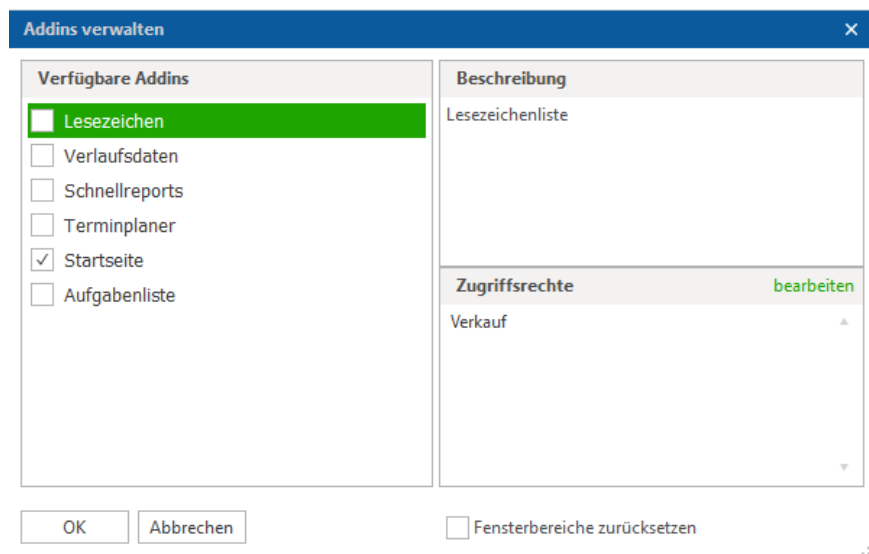 Addins verwalten
Verfügbare Addins
Lesezeichen
Verlaufsdaten
Schnellreports
Terminplaner
Startseite
Aufgabenliste
Beschreibung
Lesezeichenliste
Zugriffsrechte bearbeiten
Verkauf
OK Abbrechen
Fensterbereiche zurücksetzen